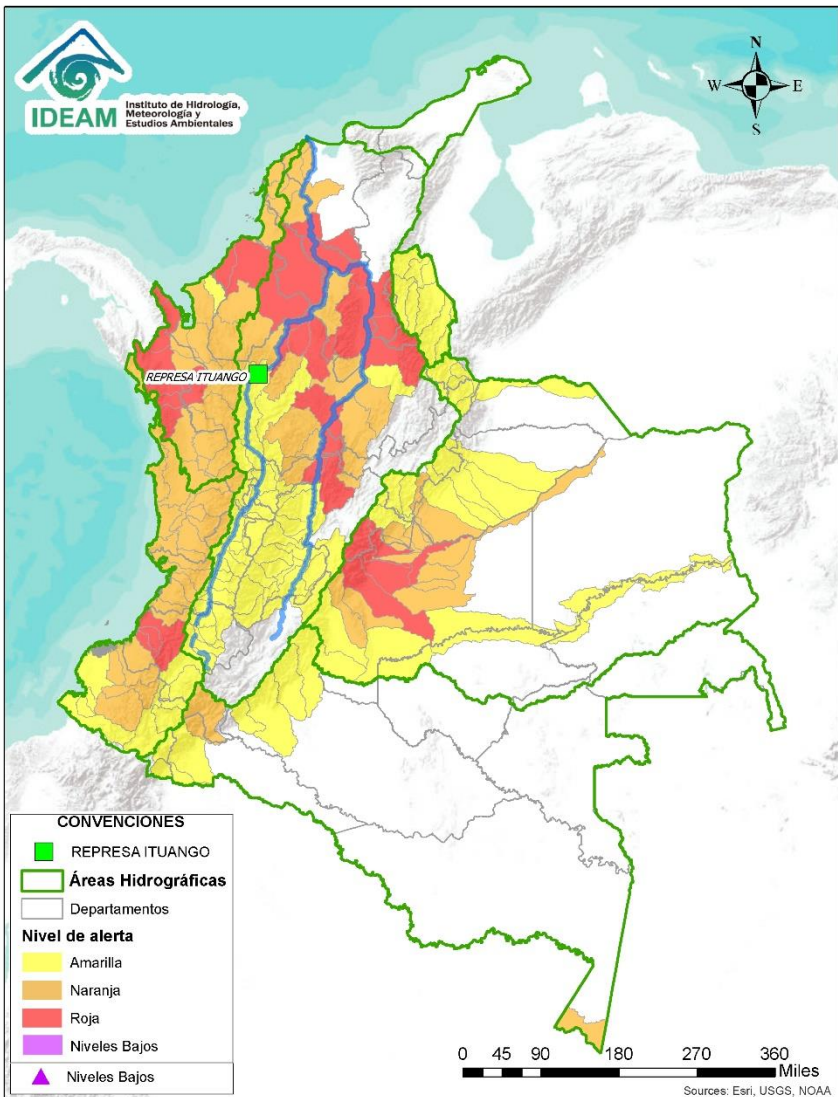 IDEAM
Instituto de Hidrología,
Meteorología y
Estudios Ambientales
N
W
E
S
REPRESA ITUANGO
CONVENCIONES
REPRESA ITUANGO
Áreas Hidrográficas
Departamentos
Nivel de alerta
Amarilla
Naranja
Roja
Niveles Bajos
Niveles Bajos
0 45 90 180 270 360
Miles
Sources: Esri, USGS, NOAA